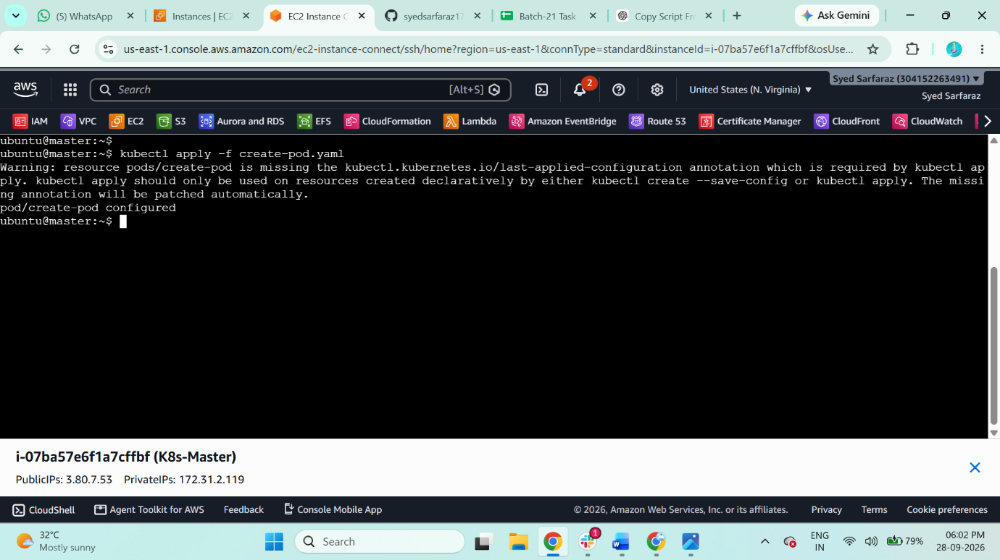 (5) WhatsApp
Instances | EC2
EC2 Instance C
syedsarfaraz17
Batch-21 Task
Copy Script Fro
Ask Gemini
us-east-1.console.aws.amazon.com/ec2-instance-connect/ssh/home?region=us-east-1&connType=standard&instanceId=i-07ba57e6f1a7cffbf&osUse...
aws
Search
[Alt+S]
2
United States (N. Virginia)
Syed Sarfaraz (304152263491)
Syed Sarfaraz
IAM VPC EC2 S3 Aurora and RDS EFS CloudFormation Lambda Amazon EventBridge Route 53 Certificate Manager CloudFront CloudWatch
ubuntu@master:~$
ubuntu@master:~$ kubectl apply -f create-pod.yaml
Warning: resource pods/create-pod is missing the kubectl.kubernetes.io/last-applied-configuration annotation which is required by kubectl ap
ply. kubectl apply should only be used on resources created declaratively by either kubectl create --save-config or kubectl apply. The missi
ng annotation will be patched automatically.
pod/create-pod configured
ubuntu@master:~$
i-07ba57e6f1a7cffbf (K8s-Master)
PublicIPs: 3.80.7.53 PrivateIPs: 172.31.2.119
CloudShell Agent Toolkit for AWS Feedback Console Mobile App © 2026, Amazon Web Services, Inc. or its affiliates. Privacy Terms Cookie preferences
32°C
Mostly sunny
Search
1
ENG
IN
79%
06:02 PM
28-09-2026